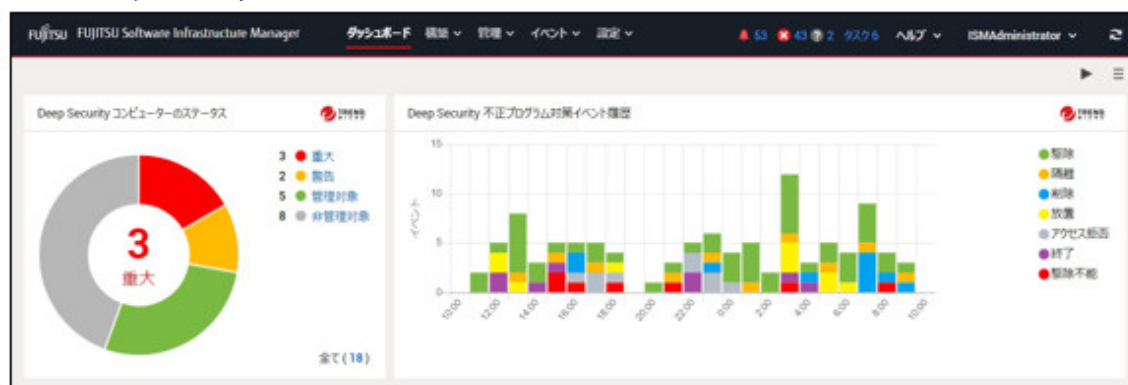 FUJITSU FUJITSU Software Infrastructure Manager ダッシュボード 構築 管理 イベント 設定 53 43 2 タスク 6 ヘルプ ISMAdministrator
Deep Security コンピューターのステータス
TREND
3 重大
2 警告
5 管理対象
8 非管理対象
3
重大
全て (18)
Deep Security 不正プログラム対策イベント履歴
TREND
イベント
15
10
5
0
10:00 12:00 14:00 16:00 18:00 20:00 22:00 0:00 2:00 4:00 6:00 8:00 10:00
駆除
隔離
削除
放置
アクセス拒否
終了
駆除不能